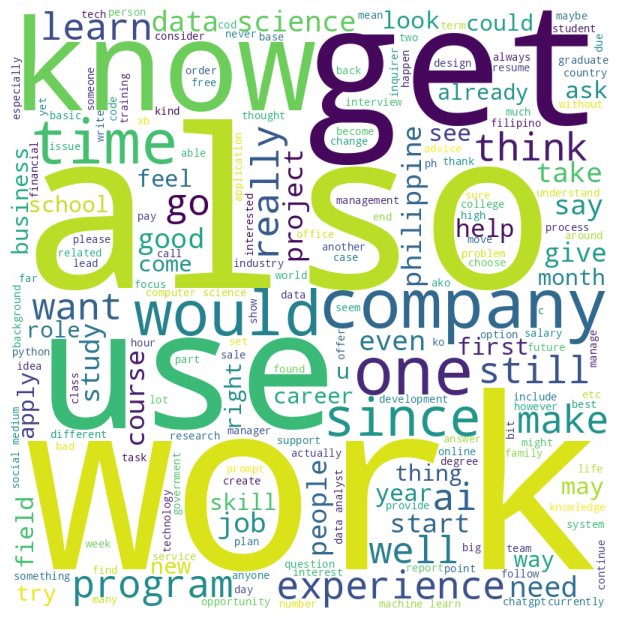 know
get
also
use
work
company
one
time
would
learn
data science
look
could
already
ask
think
see
take
say
give
month
help
philippine
project
really
go
good
come
feel
school
business
want
role
study
apply
course
right
u
career
since
even
first
still
make
may
thing
year
ai
start
well
way
need
experience
people
job
skill
new
program
try
field
especially
tech
person
consider
cod
never
mean
base
term
two
maybe
student
due
someone
training
order
free
back
happen
inquirer
design
always
resume
graduate
country
without
yet
basic
issue
write
code
xb
kind
able
thought
interview
become
change
much
filipino
financial
please
related
lead
far
pay
call
focus
application
interested
industry
management
office
another
case
end
ph
thank
advice
sure
college
high
move
problem
choose
understand
process
around
background
computer science
world
show
data
seem
ako
ko
option
c
salary
future
manage
python
idea
class
hour
set
sale
part
found
offer
development
include
however
etc
best
might
family
different
lot
research
manager
support
actually
answer
online
degree
bit
life
knowledge
social medium
bad
task
prompt
create
technology
government
plan
data analyst
provide
system
week
service
question
interest
report
point
big
team
follow
continue
something
find
many
day
anyone
opportunity
number
machine learn
chatgpt
currently